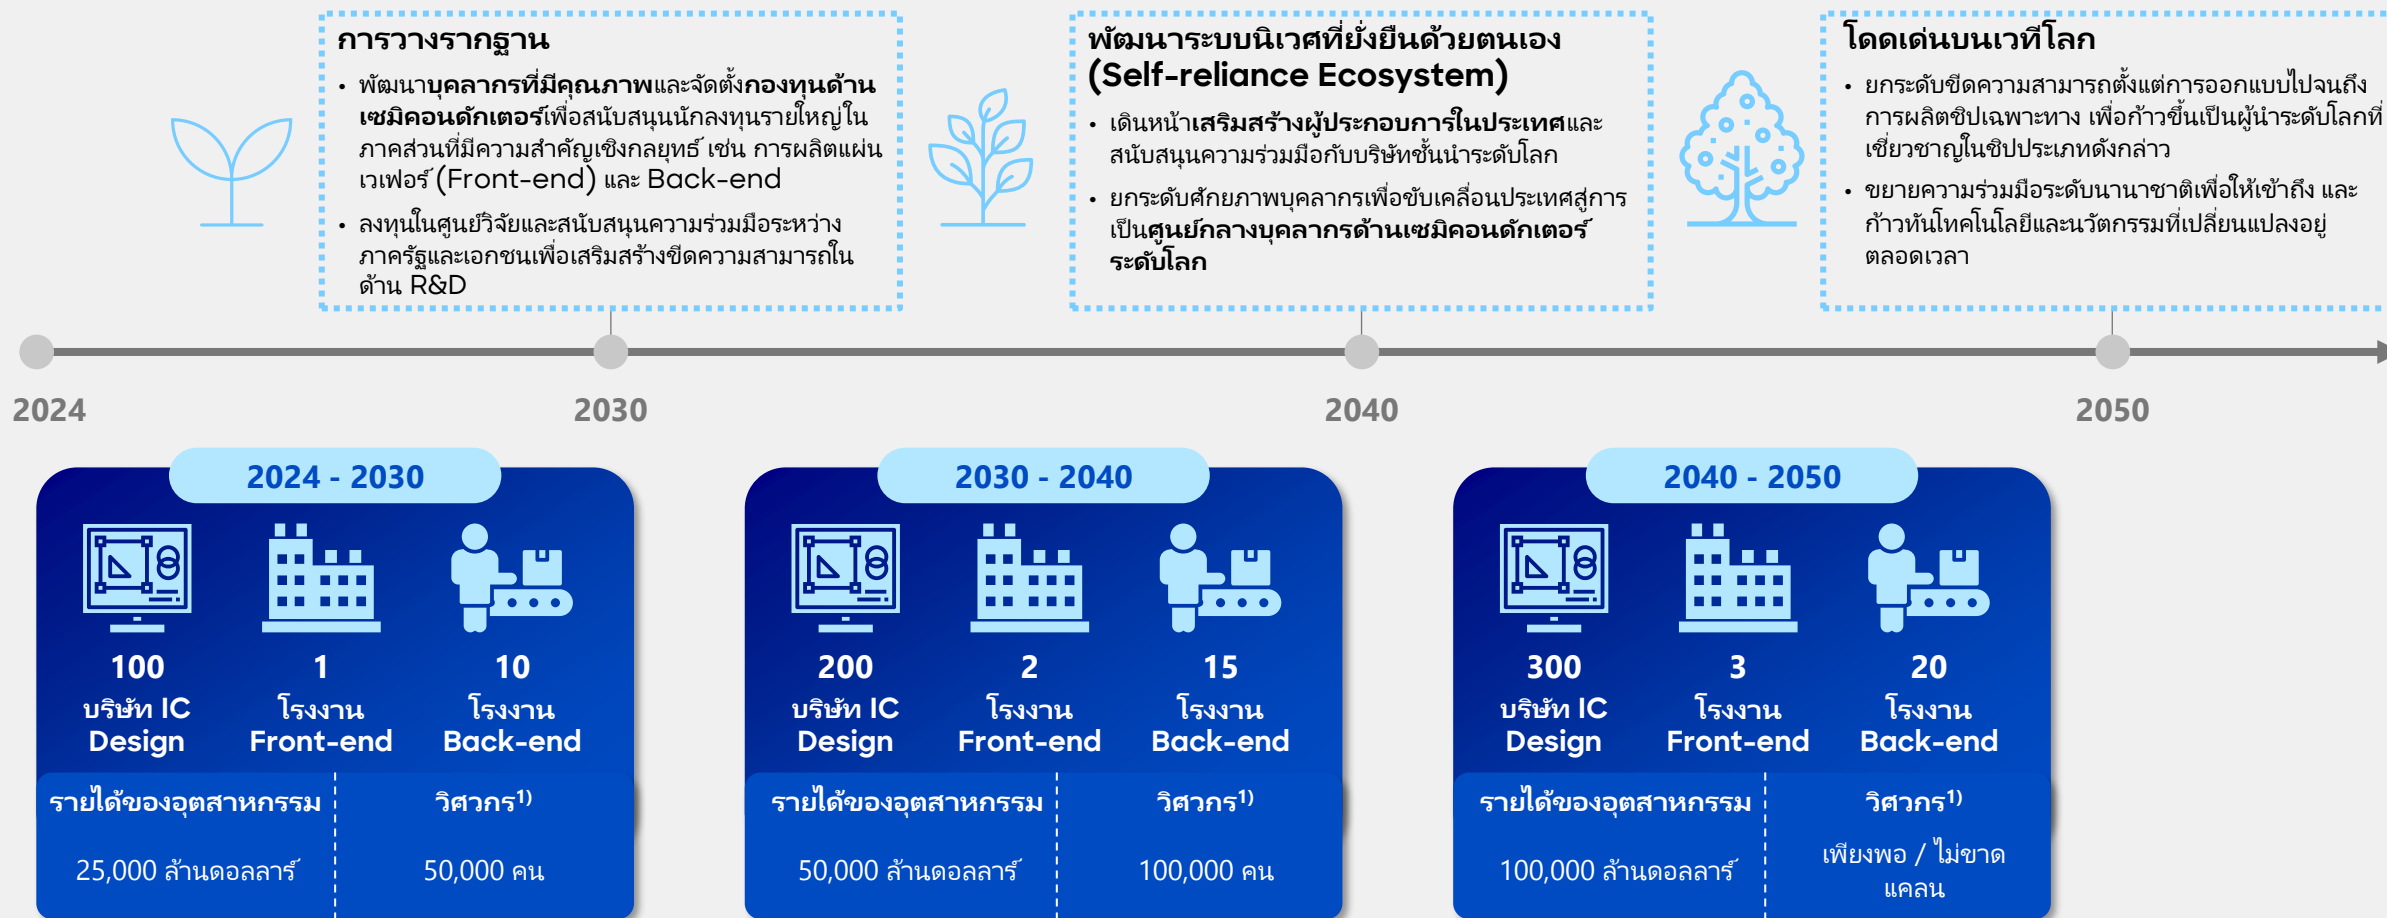 การวางรากฐาน
• พัฒนาบุคลากรที่มีคุณภาพและจัดตั้งกองทุนด้าน
เซมิคอนดักเตอร์เพื่อสนับสนุนนักลงทุนรายใหญ่ใน
ภาคส่วนที่มีความสำคัญเชิงกลยุทธ์ เช่น การผลิตแผ่น
เวเฟอร์ (Front-end) และ Back-end
• ลงทุนในศูนย์วิจัยและสนับสนุนความร่วมมือระหว่าง
ภาครัฐและเอกชนเพื่อเสริมสร้างขีดความสามารถใน
ด้าน R&D
พัฒนาระบบนิเวศที่ยั่งยืนด้วยตนเอง
(Self-reliance Ecosystem)
• เดินหน้าเสริมสร้างผู้ประกอบการในประเทศและ
สนับสนุนความร่วมมือกับบริษัทชั้นนำระดับโลก
• ยกระดับศักยภาพบุคลากรเพื่อขับเคลื่อนประเทศสู่การ
เป็นศูนย์กลางบุคลากรด้านเซมิคอนดักเตอร์
ระดับโลก
โดดเด่นบนเวทีโลก
• ยกระดับขีดความสามารถตั้งแต่การออกแบบไปจนถึง
การผลิตชิปเฉพาะทาง เพื่อก้าวขึ้นเป็นผู้นำระดับโลกที่
เชี่ยวชาญในชิปประเภทดังกล่าว
• ขยายความร่วมมือระดับนานาชาติเพื่อให้เข้าถึง และ
ก้าวทันเทคโนโลยีและนวัตกรรมที่เปลี่ยนแปลงอยู่
ตลอดเวลา
2024
2030
2040
2050
2024 - 2030
100
บริษัท IC
Design
1
โรงงาน
Front-end
10
โรงงาน
Back-end
รายได้ของอุตสาหกรรม
25,000 ล้านดอลลาร์
วิศวกร1)
50,000 คน
2030 - 2040
200
บริษัท IC
Design
2
โรงงาน
Front-end
15
โรงงาน
Back-end
รายได้ของอุตสาหกรรม
50,000 ล้านดอลลาร์
วิศวกร1)
100,000 คน
2040 - 2050
300
บริษัท IC
Design
3
โรงงาน
Front-end
20
โรงงาน
Back-end
รายได้ของอุตสาหกรรม
100,000 ล้านดอลลาร์
วิศวกร1)
เพียงพอ / ไม่ขาด
แคลน